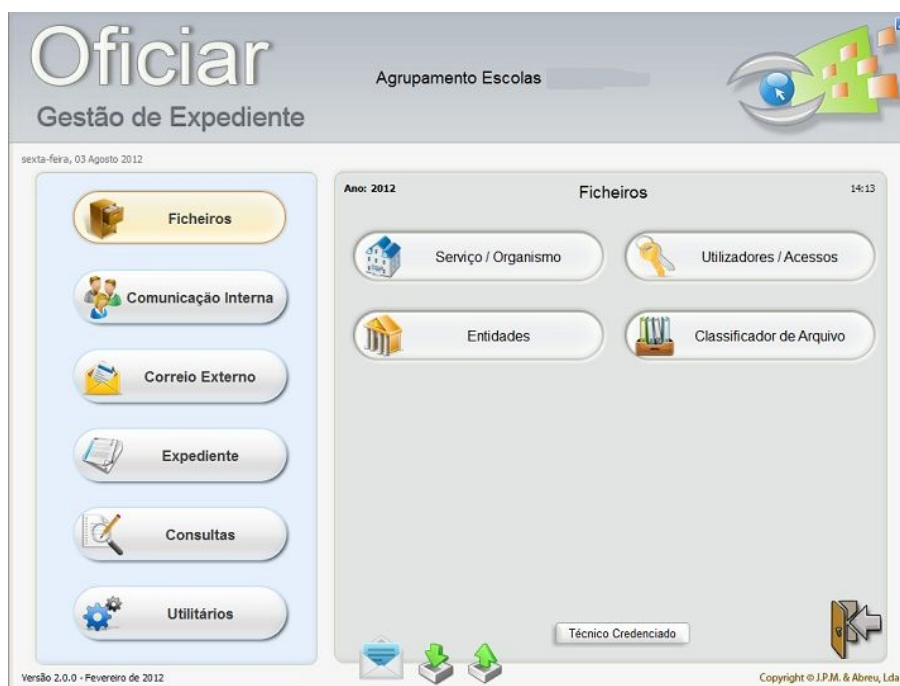 Oficiar
Gestão de Expediente
Agrupamento Escolas
sexta-feira, 03 Agosto 2012
Ficheiros
Comunicação Interna
Correio Externo
Expediente
Consultas
Utilitários
Ano: 2012
Ficheiros
14:13
Serviço / Organismo
Utilizadores / Acessos
Entidades
Classificador de Arquivo
Técnico Credenciado
Versão 2.0.0 - Fevereiro de 2012
Copyright © J.P.M. & Abreu, Lda